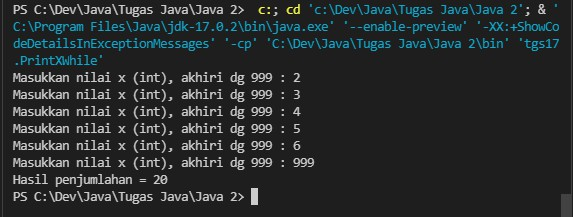 PS C:\Dev\Java\Tugas Java\Java 2>  c:; cd 'c:\Dev\Java\Tugas Java\Java 2'; & '
C:\Program Files\Java\jdk-17.0.2\bin\java.exe' '--enable-preview' '-XX:+ShowCo
deDetailsInExceptionMessages' '-cp' 'C:\Dev\Java\Tugas Java\Java 2\bin' 'tgs17
.PrintXWhile'
Masukkan nilai x (int), akhiri dg 999 : 2
Masukkan nilai x (int), akhiri dg 999 : 3
Masukkan nilai x (int), akhiri dg 999 : 4
Masukkan nilai x (int), akhiri dg 999 : 5
Masukkan nilai x (int), akhiri dg 999 : 6
Masukkan nilai x (int), akhiri dg 999 : 999
Hasil penjumlahan = 20
PS C:\Dev\Java\Tugas Java\Java 2>